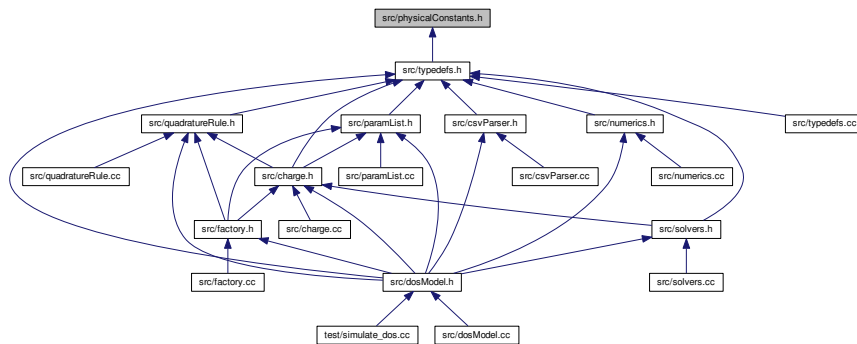 src/physicalConstants.h
src/typedefs.h
src/quadratureRule.h
src/paramList.h
src/csvParser.h
src/numerics.h
src/typedefs.cc
src/quadratureRule.cc
src/charge.h
src/paramList.cc
src/csvParser.cc
src/numerics.cc
src/factory.h
src/charge.cc
src/solvers.h
src/factory.cc
src/dosModel.h
src/solvers.cc
test/simulate_dos.cc
src/dosModel.cc